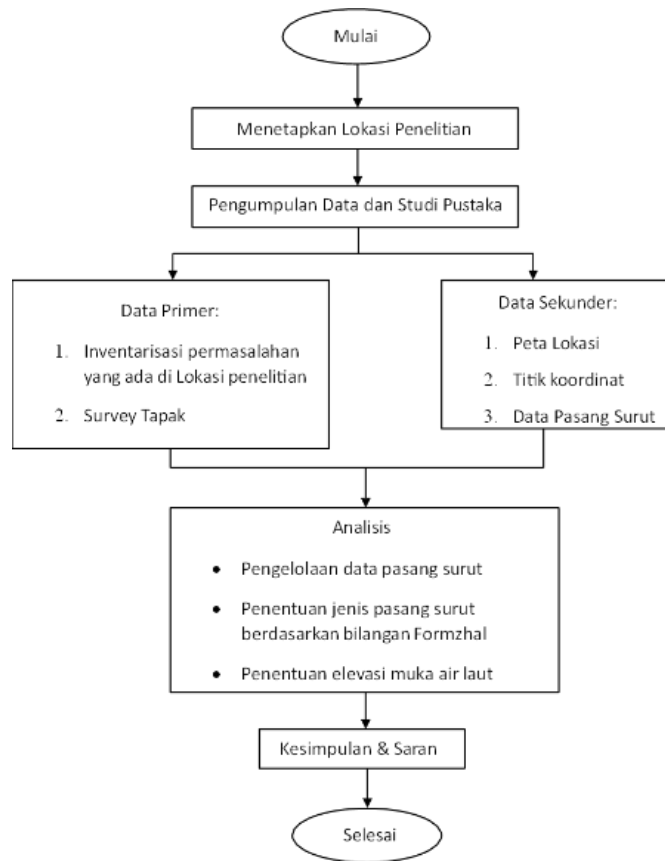 Mulai
Menetapkan Lokasi Penelitian
Pengumpulan Data dan Studi Pustaka
Data Primer:
1. Inventarisasi permasalahan
yang ada di Lokasi penelitian
2. Survey Tapak
Data Sekunder:
1. Peta Lokasi
2. Titik koordinat
3. Data Pasang Surut
Analisis
• Pengelolaan data pasang surut
• Penentuan jenis pasang surut
berdasarkan bilangan Formzhal
• Penentuan elevasi muka air laut
Kesimpulan & Saran
Selesai